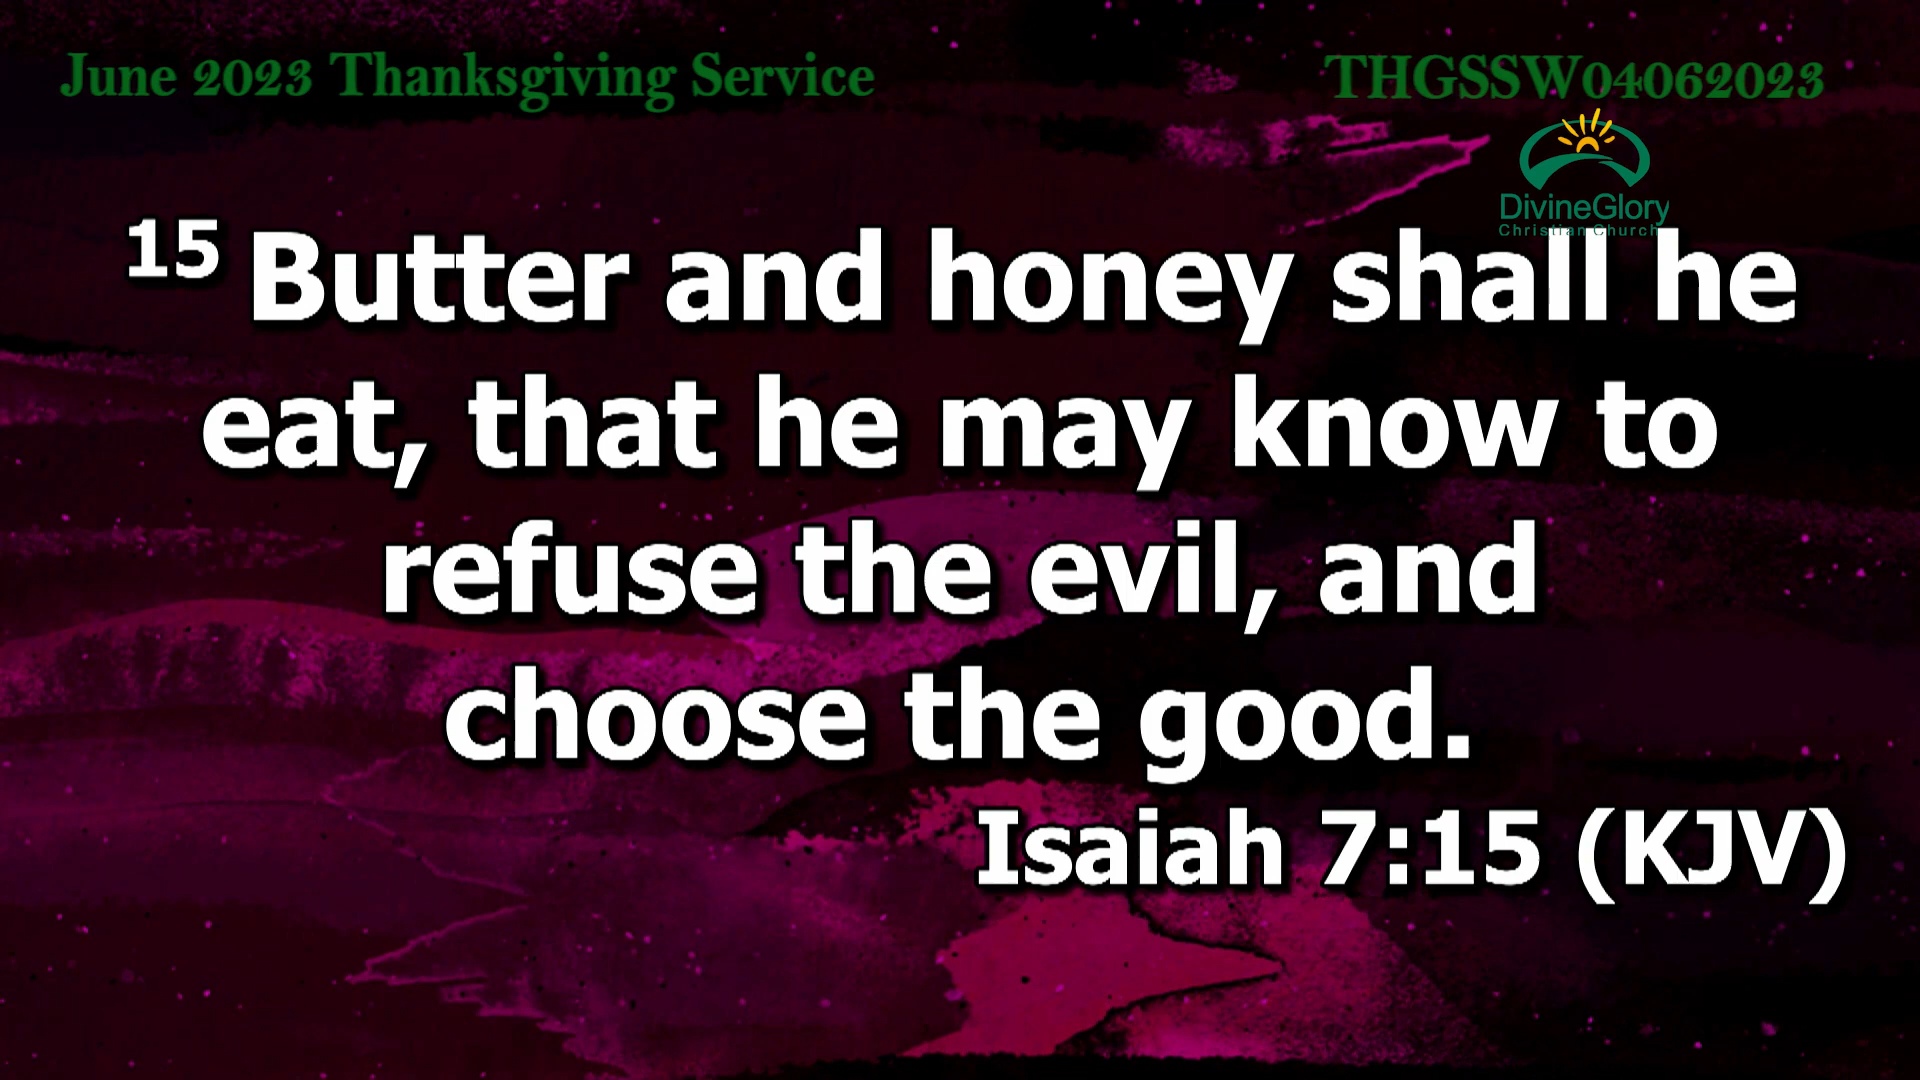 June 2023 Thanksgiving Service
THGSSW04062023
DivineGlory
Christian Church
15 Butter and honey shall he
eat, that he may know to
refuse the evil, and
choose the good.
Isaiah 7:15 (KJV)